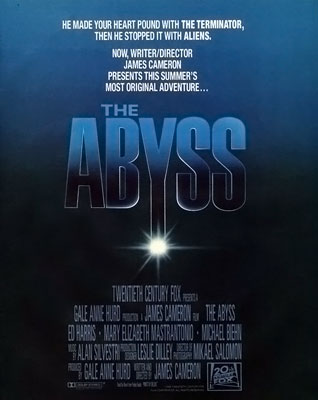 HE MADE YOUR HEART POUND WITH THE TERMINATOR,
THEN HE STOPPED IT WITH ALIENS.
NOW, WRITER/DIRECTOR
JAMES CAMERON
PRESENTS THIS SUMMER'S
MOST ORIGINAL ADVENTURE...
THE
ABYSS
TWENTIETH CENTURY FOX PRESENTS A
GALE ANNE HURD PRODUCTION A JAMES CAMERON FILM THE ABYSS
ED HARRIS • MARY ELIZABETH MASTRANTONIO • MICHAEL BIEHN
MUSIC BY ALAN SILVESTRI PRODUCTION DESIGNER LESLIE DILLEY DIRECTOR OF PHOTOGRAPHY MIKAEL SALOMON
PRODUCED BY GALE ANNE HURD WRITTEN AND DIRECTED BY JAMES CAMERON
DOLBY STEREO
20th CENTURY FOX